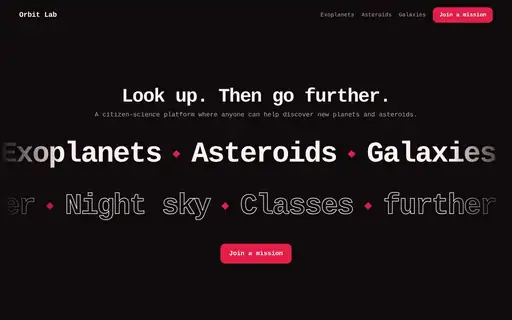 Orbit Lab
Exoplanets Asteroids Galaxies Join a mission
Look up. Then go further.
A citizen-science platform where anyone can help discover new planets and asteroids.
Exoplanets ◆ Asteroids ◆ Galaxies
er ◆ Night sky ◆ Classes ◆ further
Join a mission